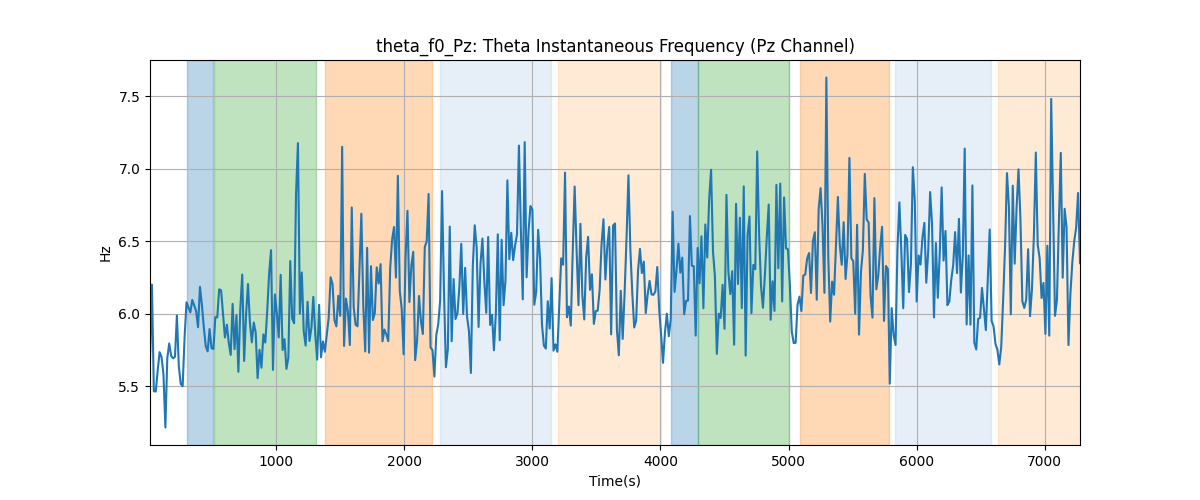 theta_f0_Pz: Theta Instantaneous Frequency (Pz Channel)
7.5
7.0
6.5
6.0
5.5
Hz
1000 2000 3000 4000 5000 6000 7000
Time(s)